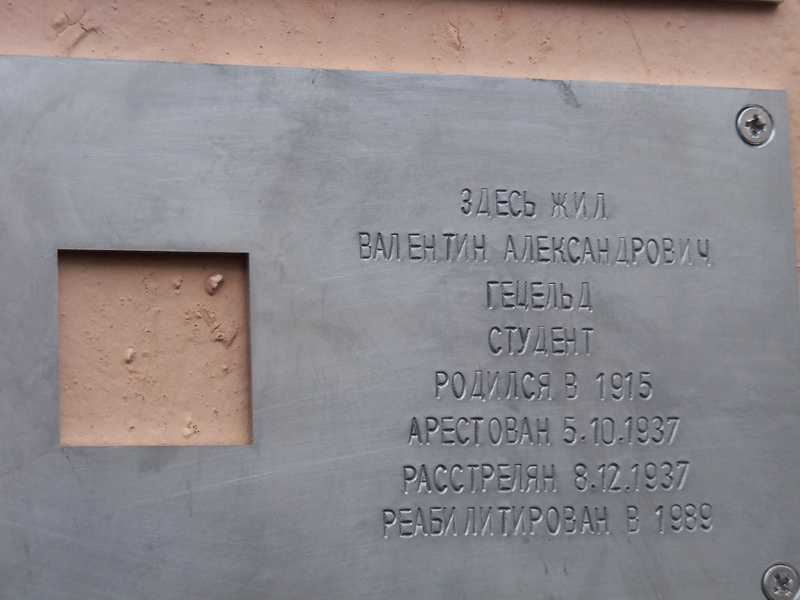 ЗДЕСЬ ЖИЛ
ВАЛЕНТИН АЛЕКСАНДРОВИЧ
ГЕЦЕЛЬД
СТУДЕНТ
РОДИЛСЯ В 1915
АРЕСТОВАН 5.10.1937
РАССТРЕЛЯН 8.12.1937
РЕАБИЛИТИРОВАН В 1989